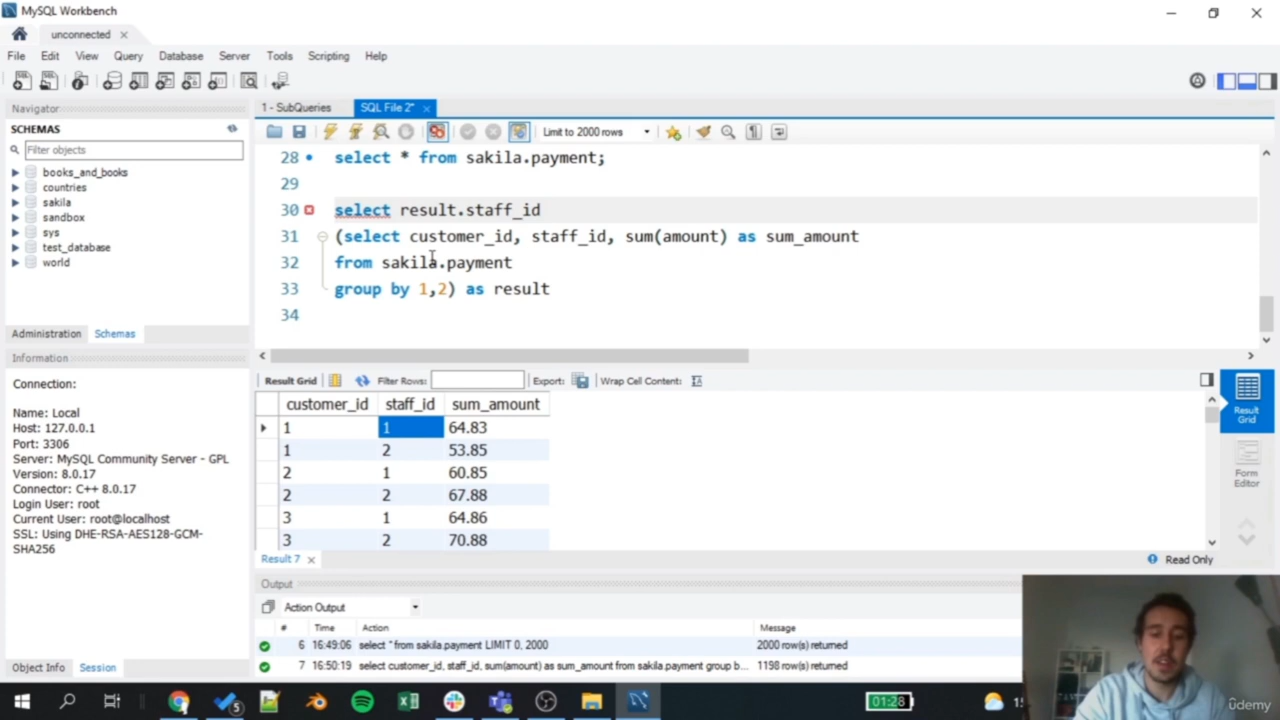 MySQL Workbench
unconnected
File Edit View Query Database Server Tools Scripting Help
Navigator
SCHEMAS
Filter objects
books_and_books
countries
sakila
sandbox
sys
test_database
world
Administration Schemas
Information
Connection:
Name: Local
Host: 127.0.0.1
Port: 3306
Server: MySQL Community Server - GPL
Version: 8.0.17
Connector: C++ 8.0.17
Login User: root
Current User: root@localhost
SSL: Using DHE-RSA-AES128-GCM-
SHA256
Object Info Session
1 - SubQueries SQL File 2*
Limit to 2000 rows
28 select * from sakila.payment;
29
30 select result.staff_id
31 (select customer_id, staff_id, sum(amount) as sum_amount
32 from sakila.payment
33 group by 1,2) as result
34
Result Grid Filter Rows: Export: Wrap Cell Content:
customer_id staff_id sum_amount
1 1 64.83
1 2 53.85
2 1 60.85
2 2 67.88
3 1 64.86
3 2 70.88
Result Grid
Form Editor
Result 7
Read Only
Output
Action Output
# Time Action Message
6 16:49:06 select * from sakila.payment LIMIT 0, 2000 2000 row(s) returned
7 16:50:19 select customer_id, staff_id, sum(amount) as sum_amount from sakila.payment group b... 1198 row(s) returned
5
01:28
ûdemy